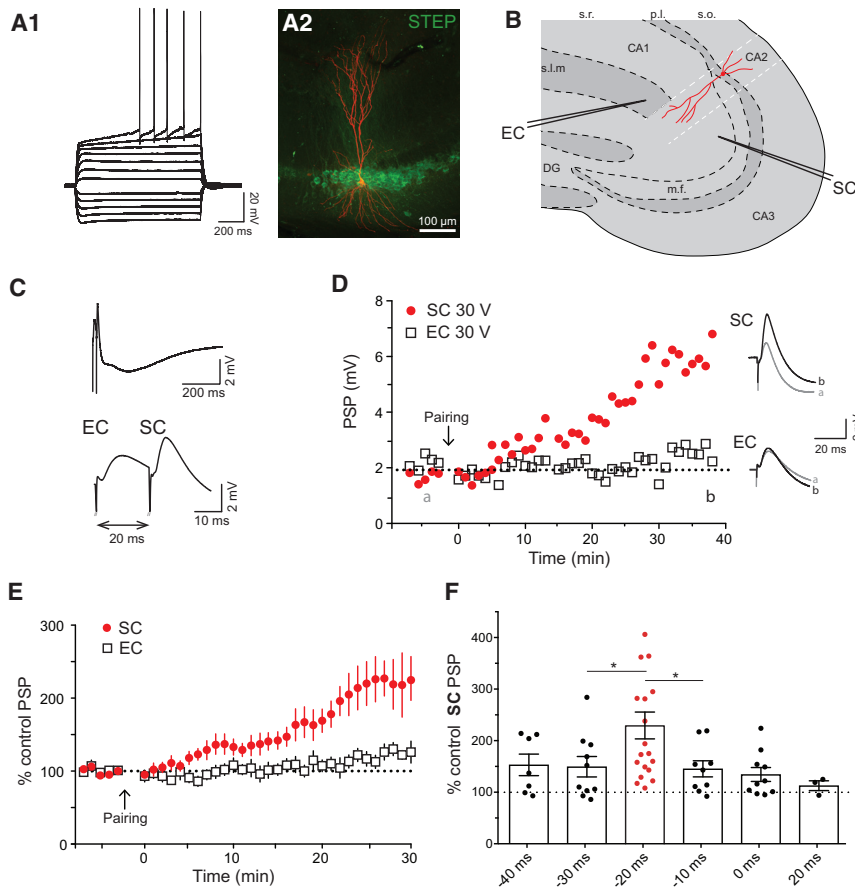 A1
20 mV
200 ms
A2
STEP
100 µm
B
s.r.
p.l.
s.o.
CA1
CA2
s.l.m
EC
DG
m.f.
SC
CA3
C
2 mV
200 ms
EC
SC
2 mV
10 ms
20 ms
D
SC 30 V
EC 30 V
PSP (mV)
8
6
4
2
0
Pairing
a
b
0
10
20
30
40
Time (min)
SC
b
a
20 ms
EC
a
b
E
SC
EC
% control PSP
300
200
100
0
Pairing
0
10
20
30
Time (min)
F
% control SC PSP
400
300
200
100
0
*
*
-40 ms
-30 ms
-20 ms
-10 ms
0 ms
20 ms